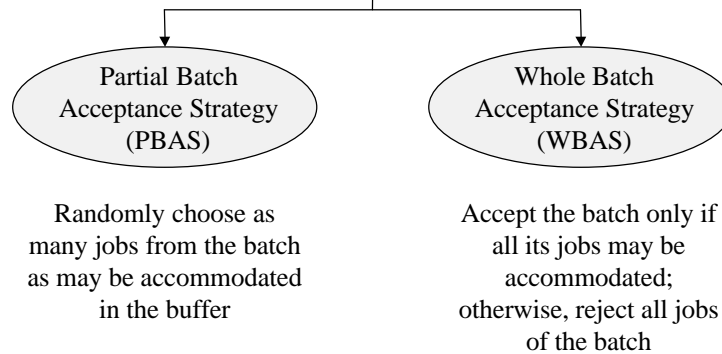 Partial Batch
Acceptance Strategy
(PBAS)
Whole Batch
Acceptance Strategy
(WBAS)
Randomly choose as
many jobs from the batch
as may be accommodated
in the buffer
Accept the batch only if
all its jobs may be
accommodated;
otherwise, reject all jobs
of the batch